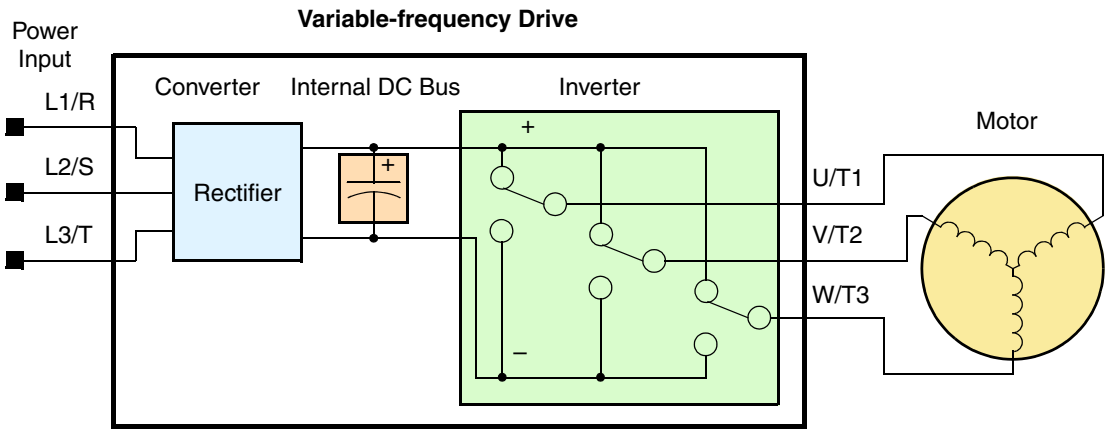 Variable-frequency Drive
Power
Input
Converter
Internal DC Bus
Inverter
Motor
L1/R
L2/S
L3/T
Rectifier
+
+
–
U/T1
V/T2
W/T3